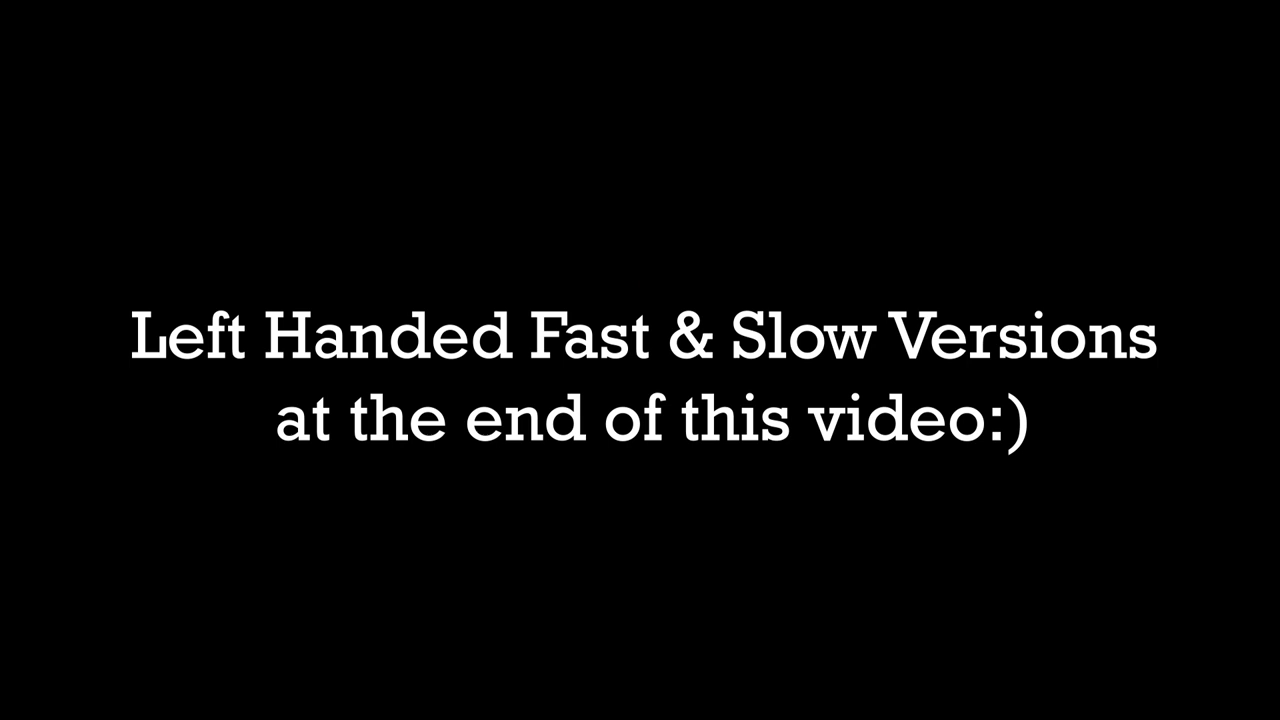 Left Handed Fast & Slow Versions
at the end of this video:)